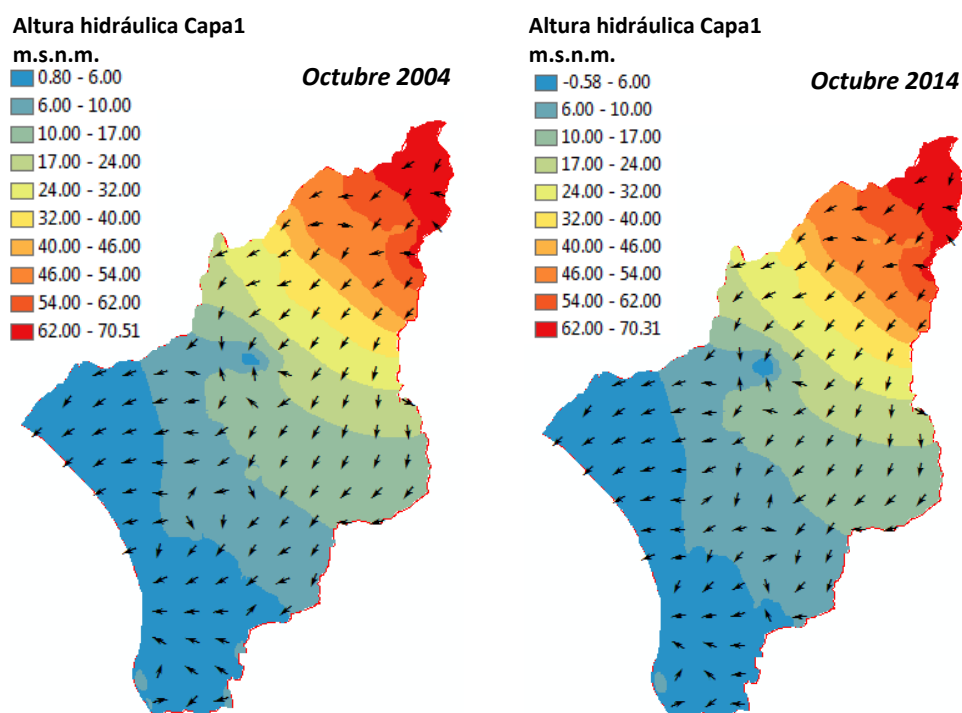 Altura hidráulica Capa1
m.s.n.m.
Octubre 2004
0.80 - 6.00
6.00 - 10.00
10.00 - 17.00
17.00 - 24.00
24.00 - 32.00
32.00 - 40.00
40.00 - 46.00
46.00 - 54.00
54.00 - 62.00
62.00 - 70.51
Altura hidráulica Capa1
m.s.n.m.
Octubre 2014
-0.58 - 6.00
6.00 - 10.00
10.00 - 17.00
17.00 - 24.00
24.00 - 32.00
32.00 - 40.00
40.00 - 46.00
46.00 - 54.00
54.00 - 62.00
62.00 - 70.31